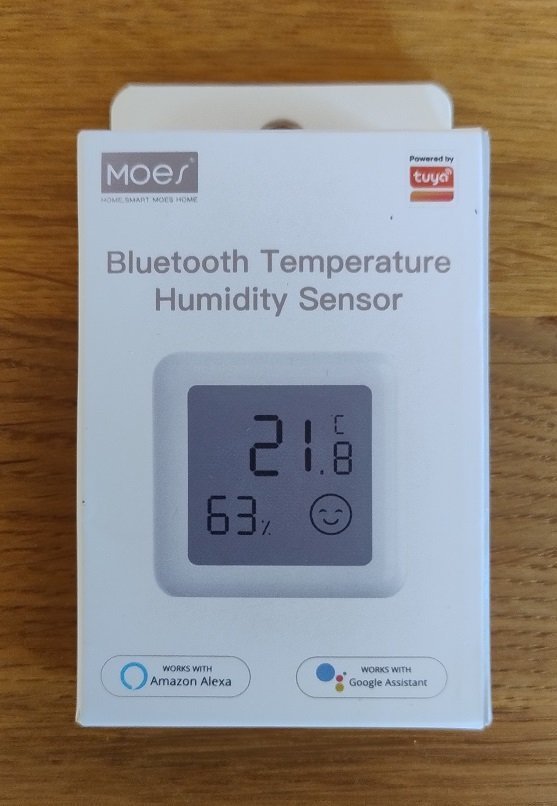 MOES
HOME, SMART MOES HOME
Powered by
tuya
Bluetooth Temperature
Humidity Sensor
21.8 C
63%
WORKS WITH
Amazon Alexa
WORKS WITH
Google Assistant